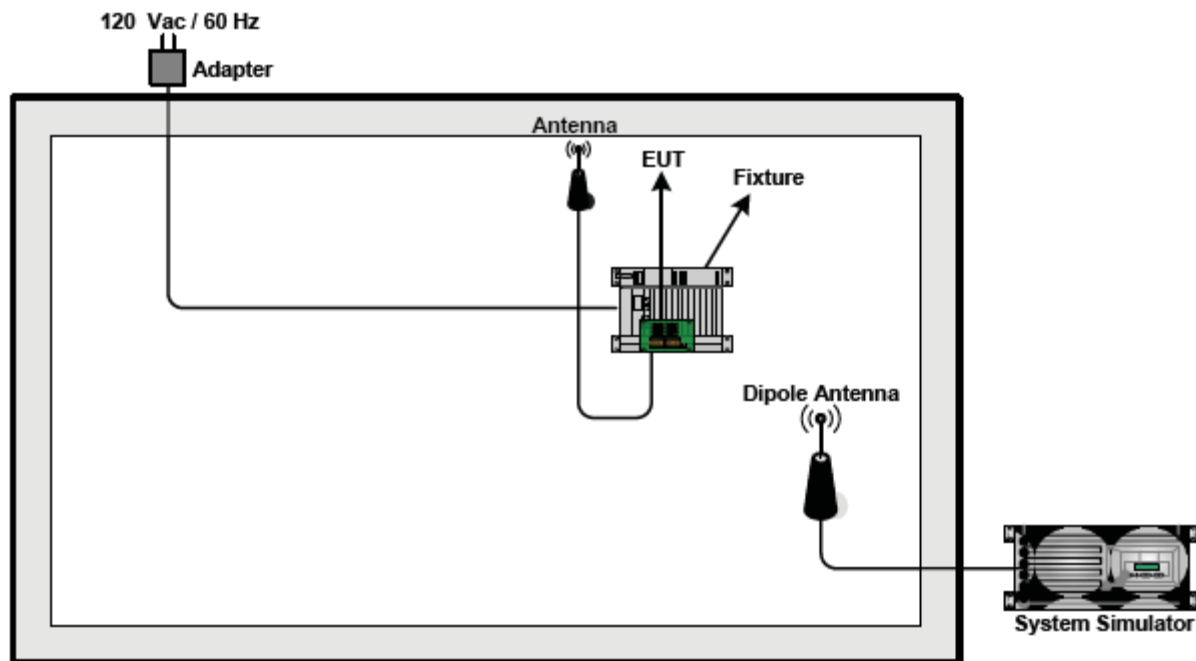 120 Vac / 60 Hz
Adapter
Antenna
EUT
Fixture
Dipole Antenna
System Simulator